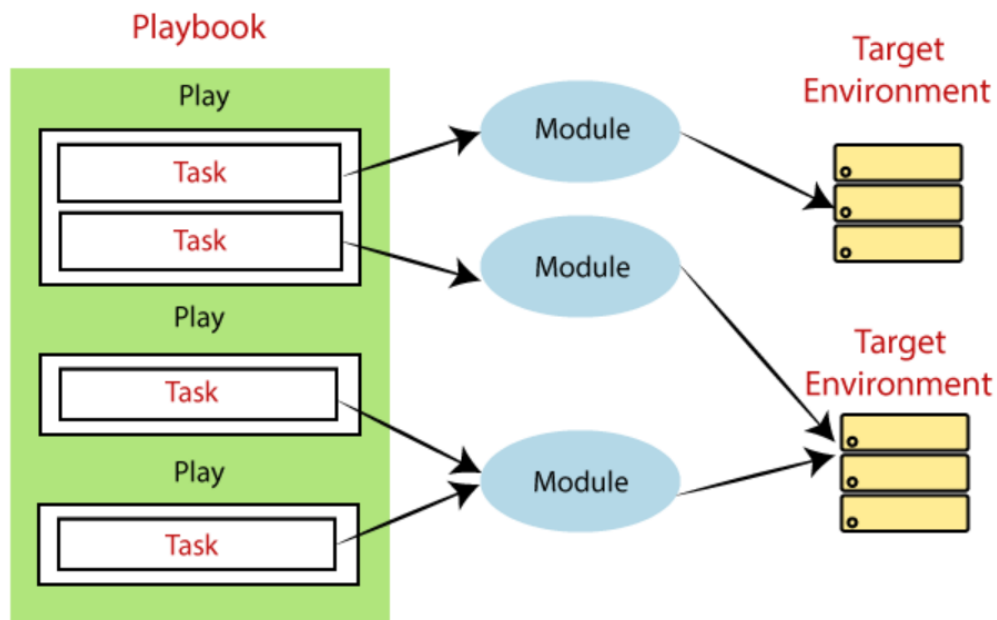 Playbook
Play
Task
Task
Play
Task
Play
Task
Module
Module
Module
Target
Environment
Target
Environment